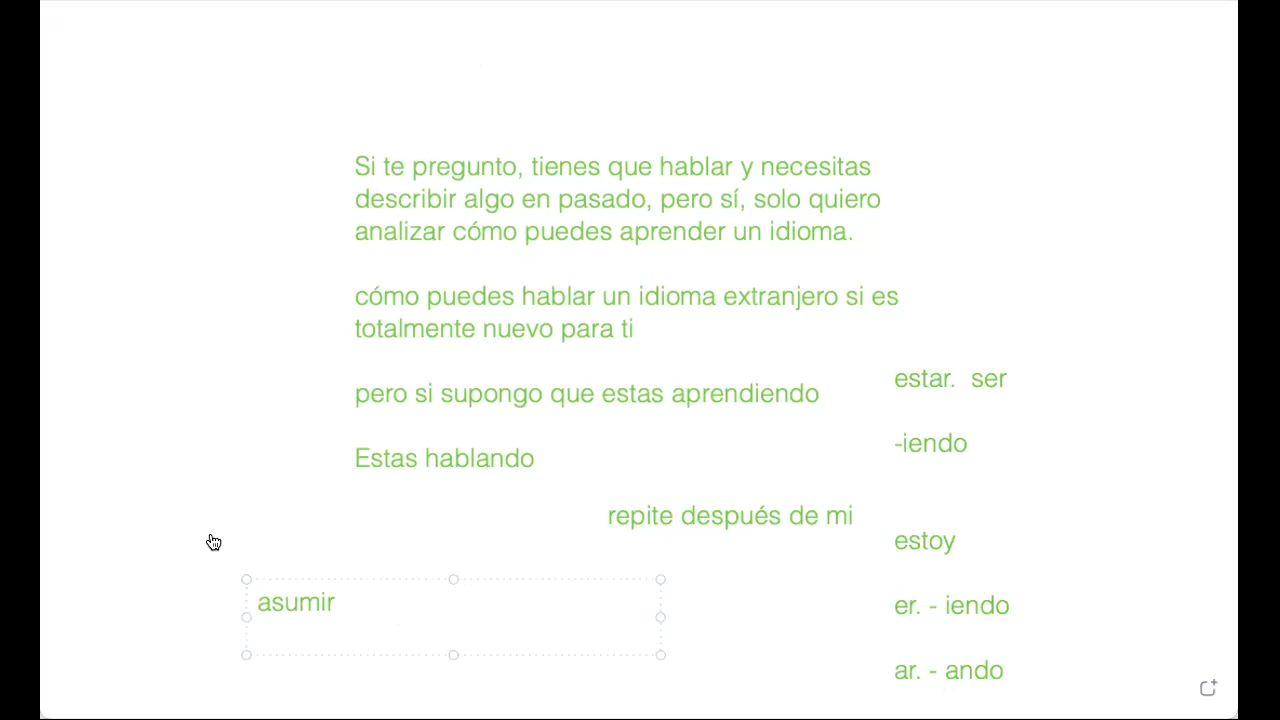 Si te pregunto, tienes que hablar y necesitas
describir algo en pasado, pero sí, solo quiero
analizar cómo puedes aprender un idioma.
cómo puedes hablar un idioma extranjero si es
totalmente nuevo para ti
pero si supongo que estas aprendiendo
Estas hablando
repite después de mi
asumir
estar. ser
-iendo
estoy
er. - iendo
ar. - ando